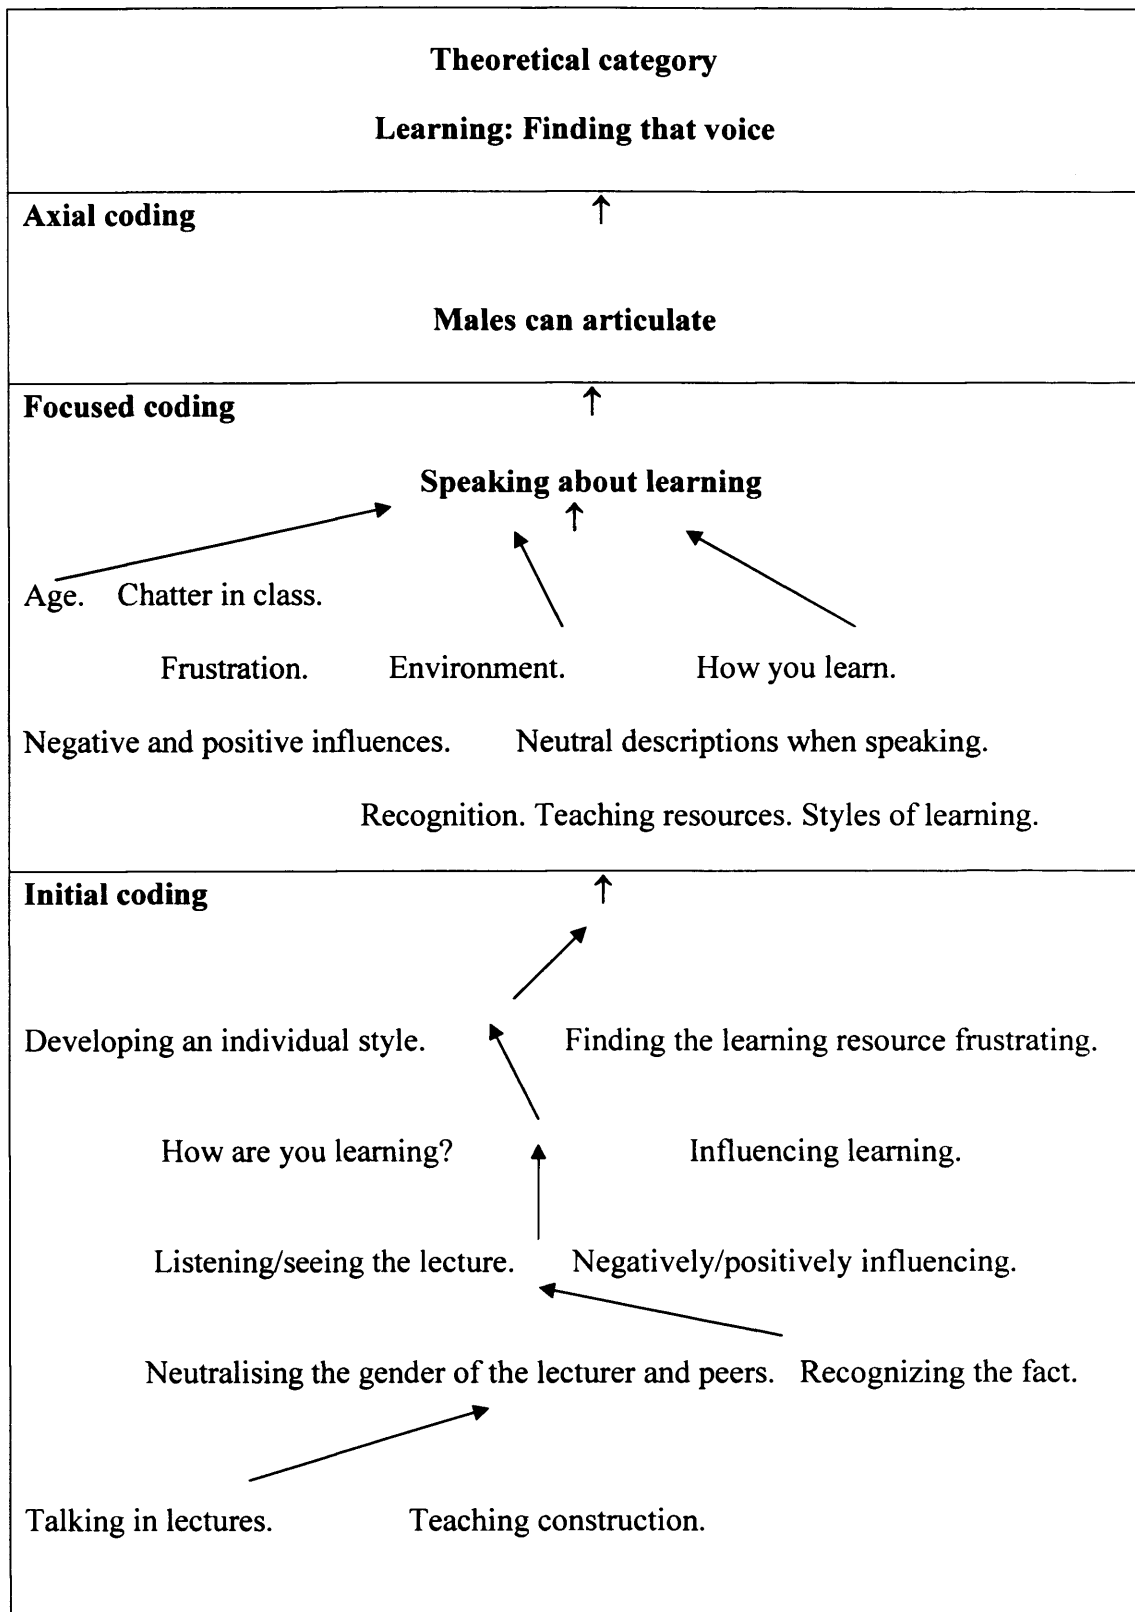 Theoretical category
Learning: Finding that voice
Axial coding
Males can articulate
Focused coding
Speaking about learning
Age. Chatter in class.
Frustration. Environment. How you learn.
Negative and positive influences. Neutral descriptions when speaking.
Recognition. Teaching resources. Styles of learning.
Initial coding
Developing an individual style. Finding the learning resource frustrating.
How are you learning? Influencing learning.
Listening/seeing the lecture. Negatively/positively influencing.
Neutralising the gender of the lecturer and peers. Recognizing the fact.
Talking in lectures. Teaching construction.